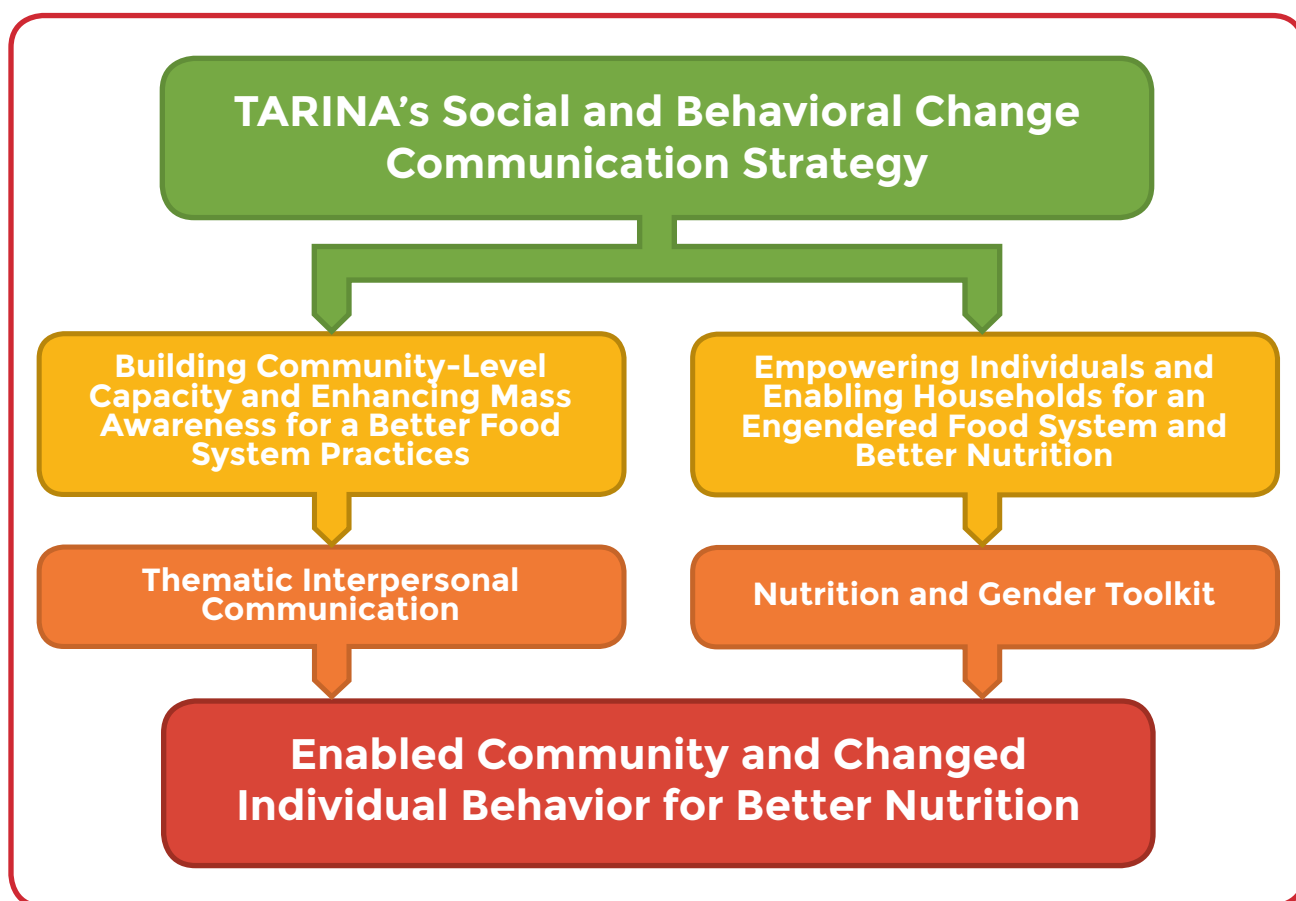 TARINA’s Social and Behavioral Change
Communication Strategy
Building Community-Level
Capacity and Enhancing Mass
Awareness for a Better Food
System Practices
Empowering Individuals and
Enabling Households for an
Engendered Food System and
Better Nutrition
Thematic Interpersonal
Communication
Nutrition and Gender Toolkit
Enabled Community and Changed
Individual Behavior for Better Nutrition